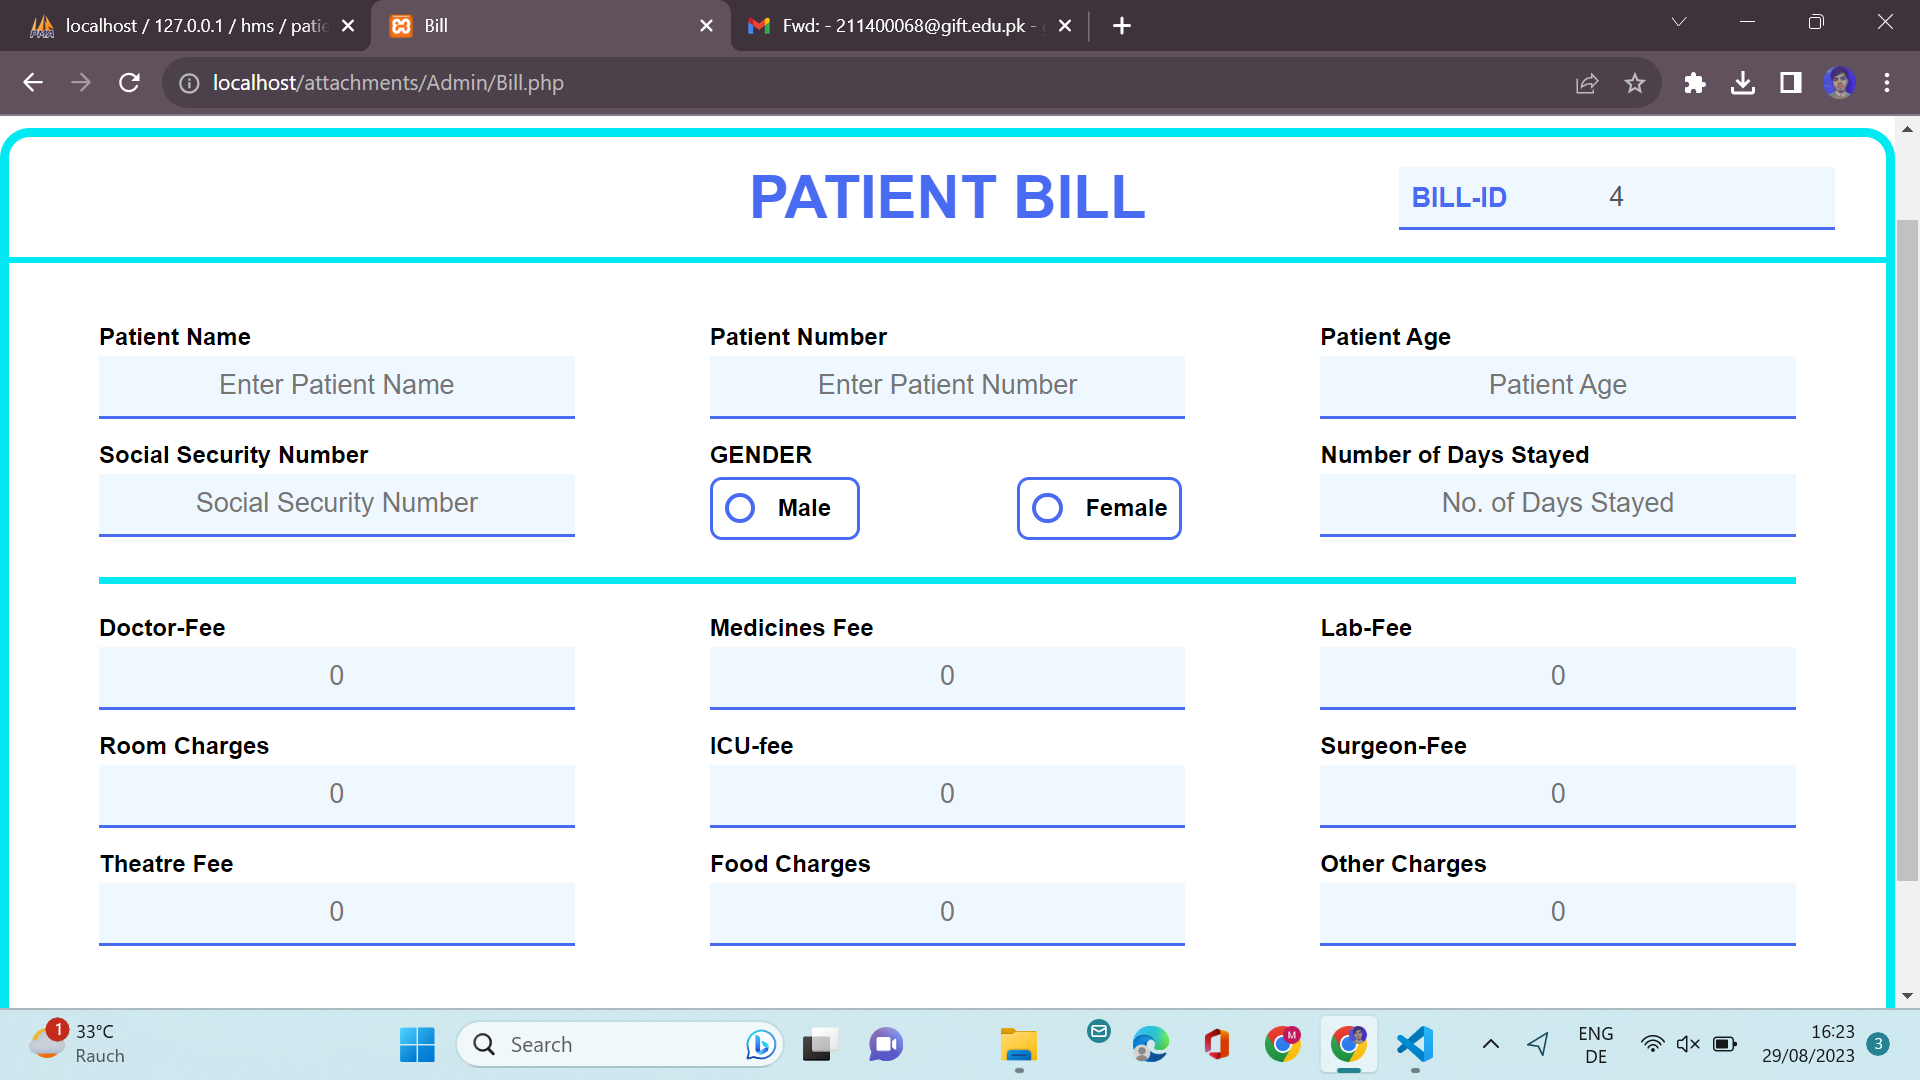 localhost / 127.0.0.1 / hms / patie
Bill
Fwd: - 211400068@gift.edu.pk -
localhost/attachments/Admin/Bill.php
PATIENT BILL
BILL-ID 4
Patient Name Patient Number Patient Age
Enter Patient Name Enter Patient Number Patient Age
Social Security Number GENDER Number of Days Stayed
Social Security Number Male Female No. of Days Stayed
Doctor-Fee Medicines Fee Lab-Fee
0 0 0
Room Charges ICU-fee Surgeon-Fee
0 0 0
Theatre Fee Food Charges Other Charges
0 0 0
1 33°C
Rauch
Search
M
ENG
DE
16:23
29/08/2023
3